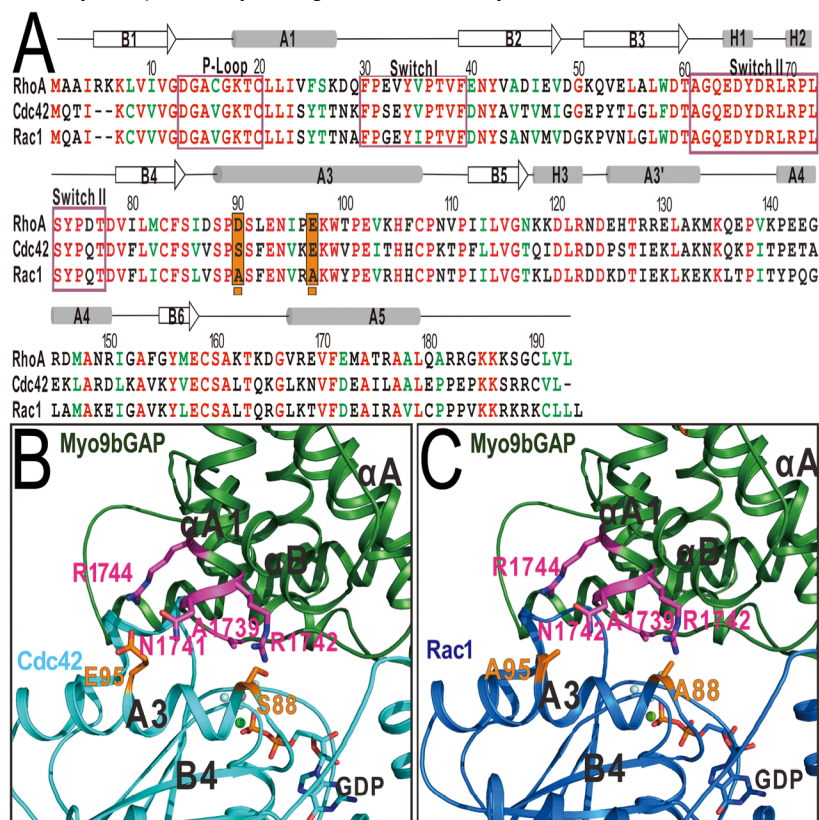 A
B1 A1 B2 B3 H1 H2
10 P-Loop 20 30 SwitchI 40 50 60 Switch II 70
RhoA MAAIRKKLVIVGDGACGKTCLLIVFSKDQFPEVYVPTVFENYVADIEVDGKQVELALWDTAGQEDYDRLRPL
Cdc42 MQTI--KCVVVGDGAVGKTCLLISYTTNKFPSEYVPTVFDNYAVTVMIGGEPYTLGLFDTAGQEDYDRLRPL
Rac1 MQAI--KCVVVGDGAVGKTCLLISYTTNAFPGEYIPTVFDNYSANVMVDGKPVNLGLWDTAGQEDYDRLRPL
B4 A3 B5 H3 A3' A4
Switch II 80 90 100 110 120 130 140
RhoA SYPDTDVILMCFSIDSPDSLENIPEKWTPEVKHFCPNVPIILVGNKKDLRNDEHTRRELAKMKQEPVKPEEG
Cdc42 SYPQTDVFLVCFSVVSPSSFENVKEKWVPEITHHCPKTPFLLVGTQIDLRDDPSTIEKLAKNKQKPITPETA
Rac1 SYPQTDVFLICFSLVSPASFENVRAKWYPEVRHHCPNTPIILVGTKLDLRDDKDTIEKLKEKKLTPITYPQG
A4 B6 A5
150 160 170 180 190
RhoA RDMANRIGAFGYMECSAKTKDGVREVFEMATRAALQARRGKKKSGCLVL
Cdc42 EKLARDLKAVKYVECSALTQKGLKNVFDEAILAALEPPEPKKSRRCVL-
Rac1 LAMAKEIGAVKYLECSALTQRGLKTVFDEAIRAVLCPPPVKKRKRKCLLL
B
Myo9bGAP
αA
αA1
αB
R1744
A1739
N1741
R1742
Cdc42
E95
S88
A3
B4
GDP
C
Myo9bGAP
αA
αA1
αB
R1744
A1739
N1742
R1742
Rac1
A95
A88
A3
B4
GDP